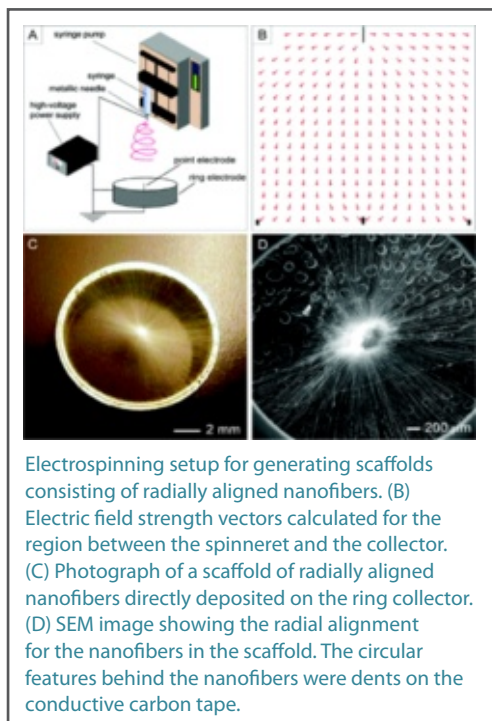 A
syringe pump
syringe
metallic needle
high-voltage
power supply
point electrode
ring electrode
B
C
2 mm
D
200 μm
Electrospinning setup for generating scaffolds
consisting of radially aligned nanofibers. (B)
Electric field strength vectors calculated for the
region between the spinneret and the collector.
(C) Photograph of a scaffold of radially aligned
nanofibers directly deposited on the ring collector.
(D) SEM image showing the radial alignment
for the nanofibers in the scaffold. The circular
features behind the nanofibers were dents on the
conductive carbon tape.